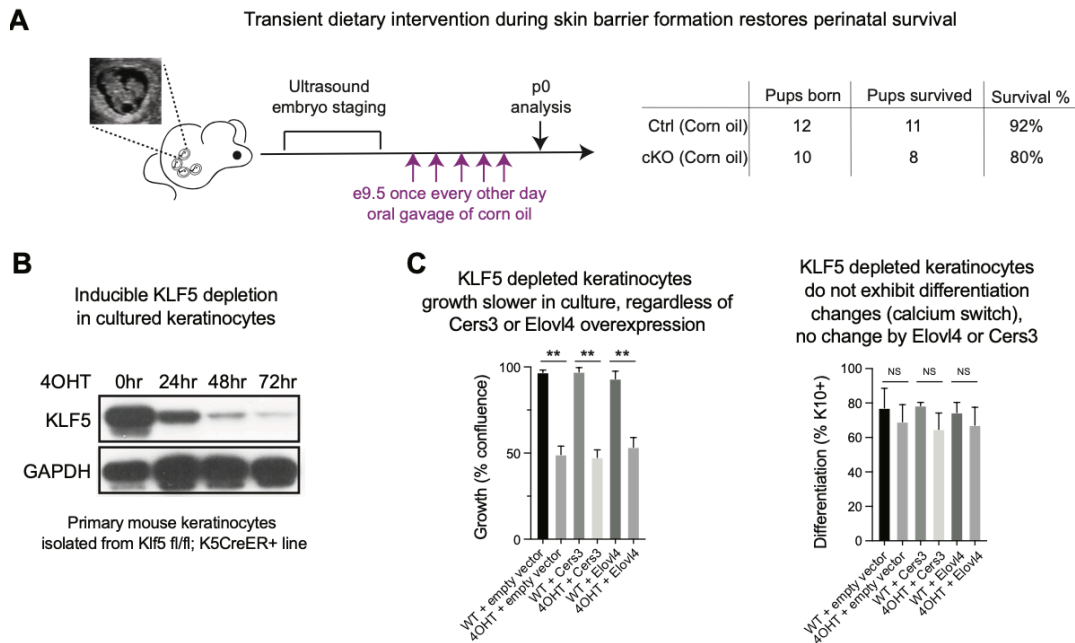 A
Transient dietary intervention during skin barrier formation restores perinatal survival
Ultrasound
embryo staging
p0
analysis
e9.5 once every other day
oral gavage of corn oil
Pups born Pups survived Survival %
Ctrl (Corn oil) 12 11 92%
cKO (Corn oil) 10 8 80%
B
Inducible KLF5 depletion
in cultured keratinocytes
4OHT 0hr 24hr 48hr 72hr
KLF5
GAPDH
Primary mouse keratinocytes
isolated from Klf5 fl/fl; K5CreER+ line
C
KLF5 depleted keratinocytes
growth slower in culture, regardless of
Cers3 or Elovl4 overexpression
** ** **
Growth (% confluence)
100
50
0
WT + empty vector
4OHT + empty vector
WT + Cers3
4OHT + Cers3
WT + Elovl4
4OHT + Elovl4
KLF5 depleted keratinocytes
do not exhibit differentiation
changes (calcium switch),
no change by Elovl4 or Cers3
NS NS NS
Differentiation (% K10+)
100
80
60
40
20
0
WT + empty vector
4OHT + empty vector
WT + Cers3
4OHT + Cers3
WT + Elovl4
4OHT + Elovl4